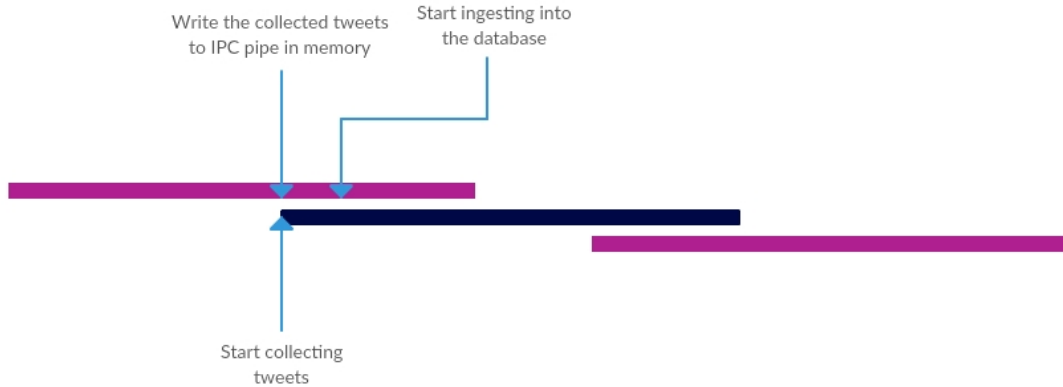 Write the collected tweets
to IPC pipe in memory
Start ingesting into
the database
Start collecting
tweets